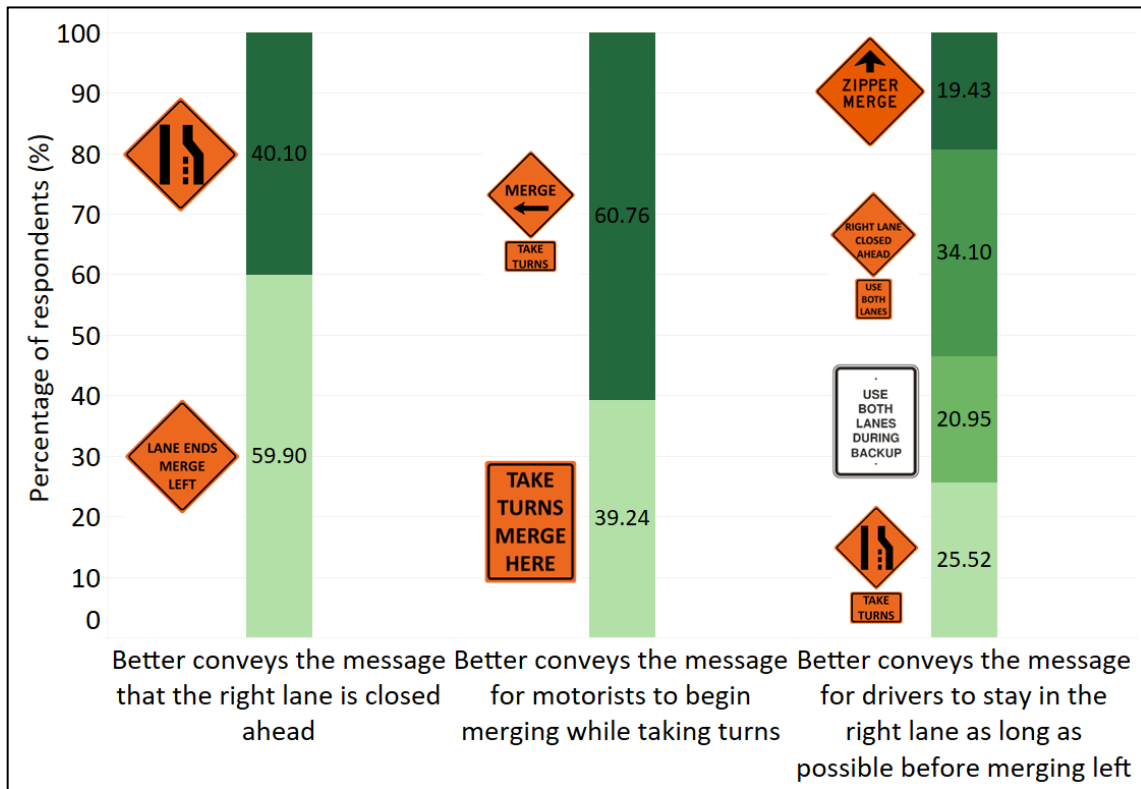 Percentage of respondents (%)
100
90
80
70
60
50
40
30
20
10
0
40.10
LANE ENDS
MERGE
LEFT
59.90
Better conveys the message
that the right lane is closed
ahead
MERGE
TAKE
TURNS
60.76
TAKE
TURNS
MERGE
HERE
39.24
Better conveys the message
for motorists to begin
merging while taking turns
ZIPPER
MERGE
19.43
RIGHT LANE
CLOSED
AHEAD
USE
BOTH
LANES
34.10
USE
BOTH
LANES
DURING
BACKUP
20.95
TAKE
TURNS
25.52
Better conveys the message
for drivers to stay in the
right lane as long as
possible before merging left